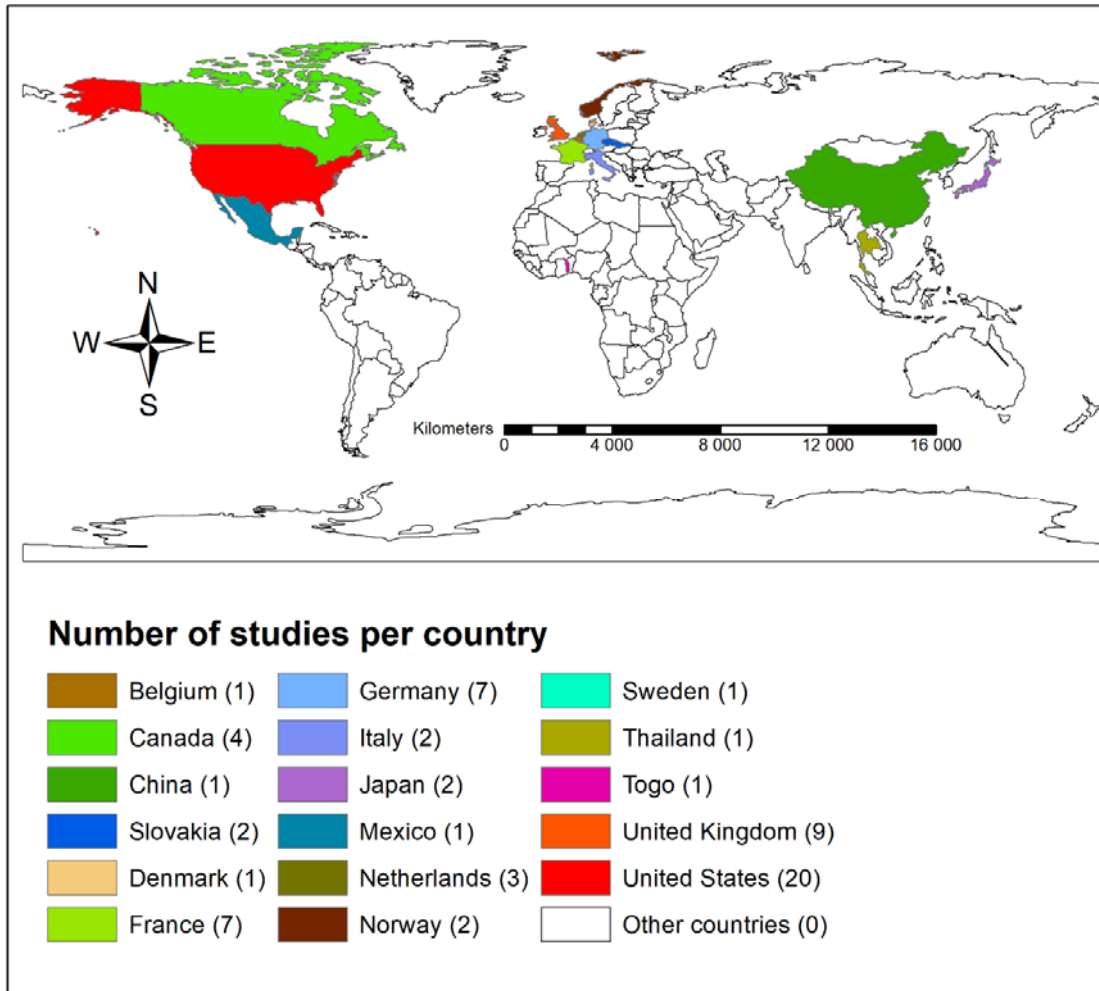 N
W E
S
Kilometers
0 4 000 8 000 12 000 16 000
Number of studies per country
Belgium (1)
Canada (4)
China (1)
Slovakia (2)
Denmark (1)
France (7)
Germany (7)
Italy (2)
Japan (2)
Mexico (1)
Netherlands (3)
Norway (2)
Sweden (1)
Thailand (1)
Togo (1)
United Kingdom (9)
United States (20)
Other countries (0)